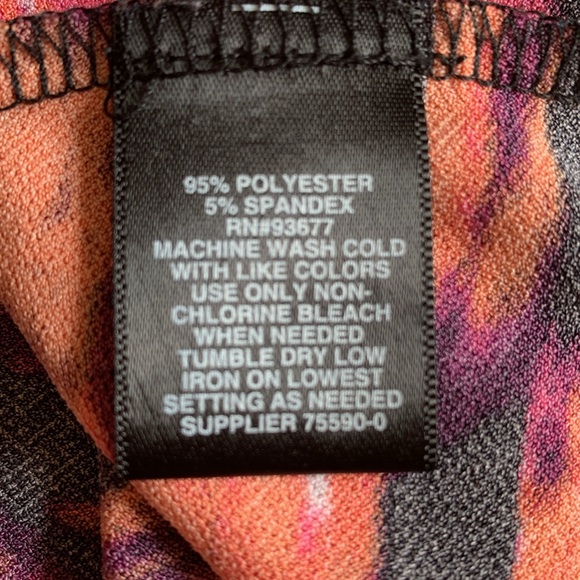 95% POLYESTER
5% SPANDEX
RN#93677
MACHINE WASH COLD
WITH LIKE COLORS
USE ONLY NON-
CHLORINE BLEACH
WHEN NEEDED
TUMBLE DRY LOW
IRON ON LOWEST
SETTING AS NEEDED
SUPPLIER 75590-0